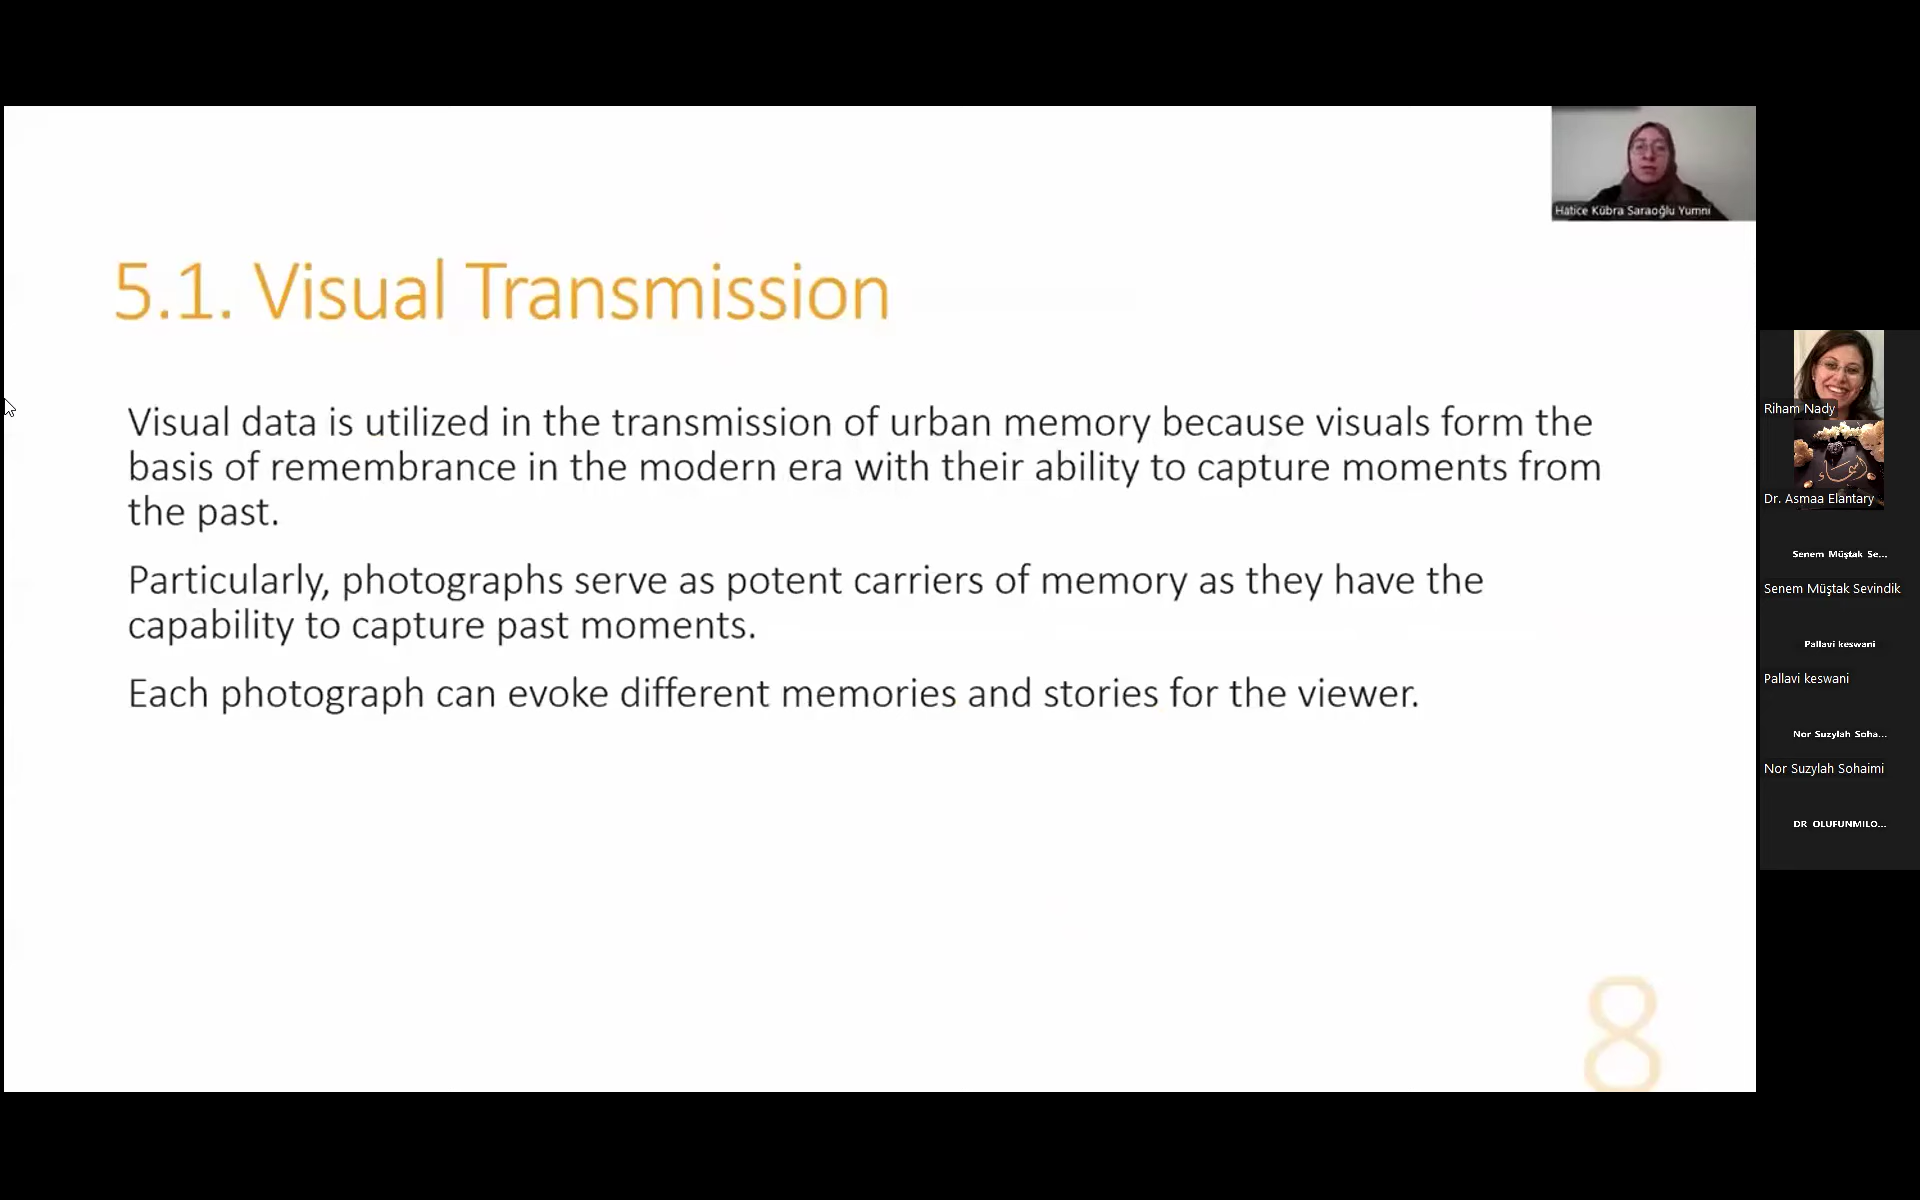 Hatice Kübra Saraoğlu Yumni
5.1. Visual Transmission
Visual data is utilized in the transmission of urban memory because visuals form the
basis of remembrance in the modern era with their ability to capture moments from
the past.
Particularly, photographs serve as potent carriers of memory as they have the
capability to capture past moments.
Each photograph can evoke different memories and stories for the viewer.
8
Riham Nady
أسماء
Dr. Asmaa Elantary
Senem Müştak Se...
Senem Müştak Sevindik
Pallavi keswani
Pallavi keswani
Nor Suzylah Soha...
Nor Suzylah Sohaimi
DR OLUFUNMILO...